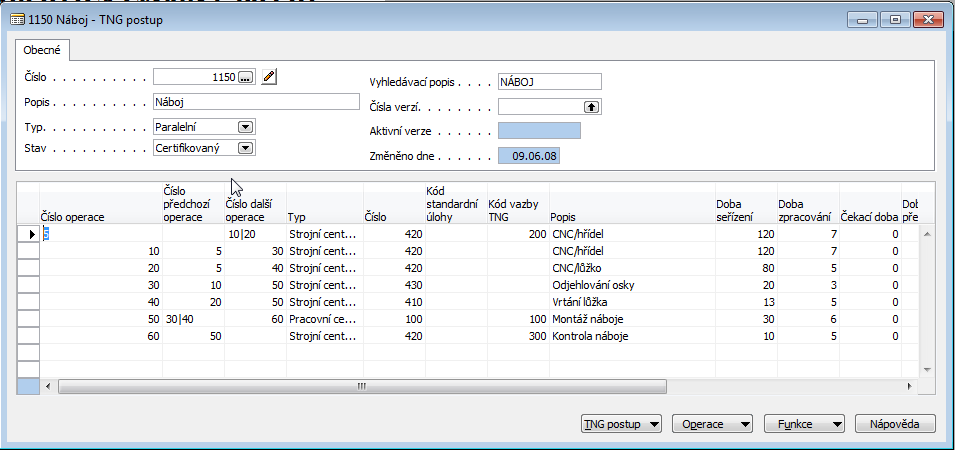 1150 Náboj - TNG postup
Obecné
Číslo . . . . . . . . . . 1150
Popis . . . . . . . . . . Náboj
Typ. . . . . . . . . . . Paralelní
Stav . . . . . . . . . . Certifikovaný
Vyhledávací popis . . . . NÁBOJ
Čísla verzí. . . . . . . .
Aktivní verze . . . . . .
Změněno dne . . . . . . 09.06.08
Číslo operace Číslo předchozí operace Číslo další operace Typ Číslo Kód standardní úlohy Kód vazby TNG Popis Doba seřízení Doba zpracování Čekací doba
5 10|20 Strojní cent... 420 200 CNC/hřídel 120 7 0
10 5 30 Strojní cent... 420 CNC/hřídel 120 7 0
20 5 40 Strojní cent... 420 CNC/lůžko 80 5 0
30 10 50 Strojní cent... 430 Odjehlování osky 20 3 0
40 20 50 Strojní cent... 410 Vrtání lůžka 13 5 0
50 30|40 60 Pracovní ce... 100 100 Montáž náboje 30 6 0
60 50 Strojní cent... 420 300 Kontrola náboje 10 5 0
TNG postup Operace Funkce Nápověda